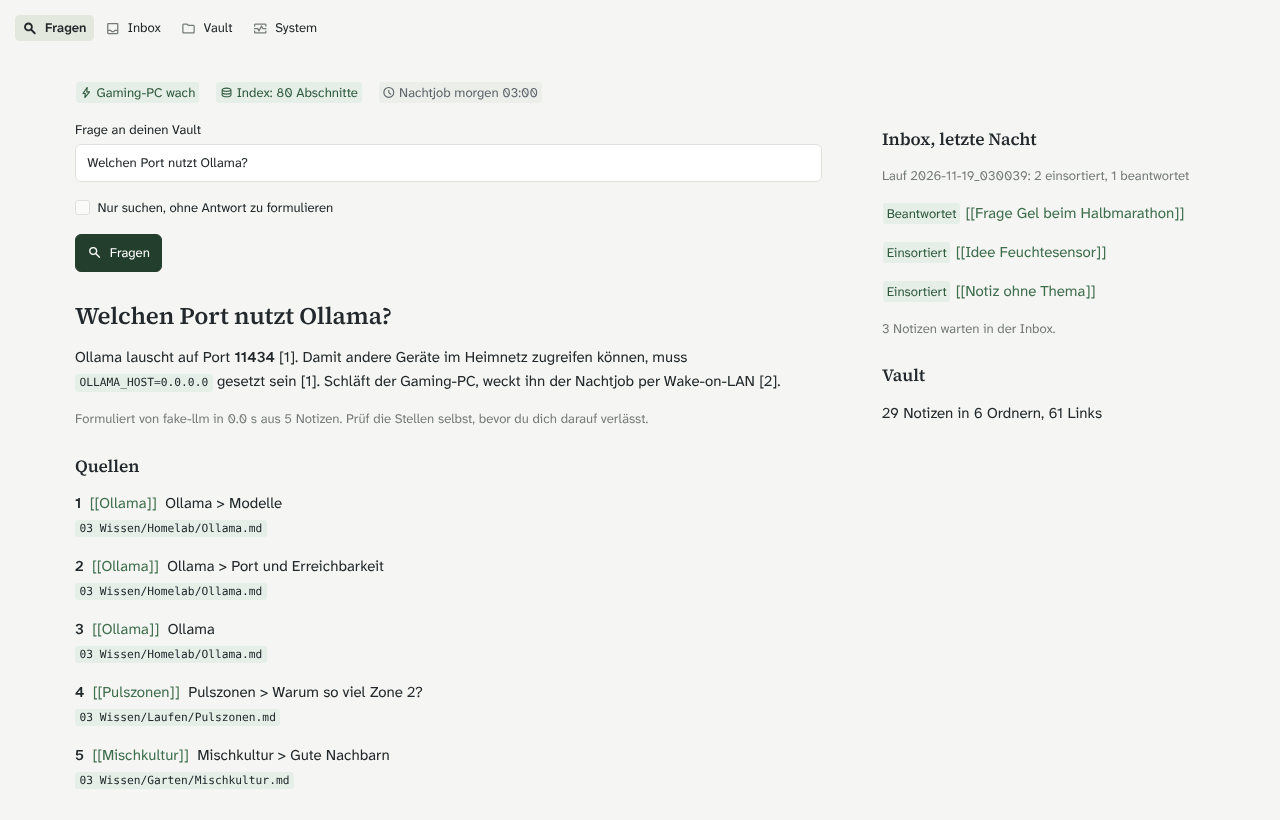 Fragen Inbox Vault System
Gaming-PC wach Index: 80 Abschnitte Nachtjob morgen 03:00
Frage an deinen Vault
Welchen Port nutzt Ollama?
Nur suchen, ohne Antwort zu formulieren
Fragen
Welchen Port nutzt Ollama?
Ollama lauscht auf Port 11434 [1]. Damit andere Geräte im Heimnetz zugreifen können, muss
OLLAMA_HOST=0.0.0.0 gesetzt sein [1]. Schläft der Gaming-PC, weckt ihn der Nachtjob per Wake-on-LAN [2].
Formuliert von fake-llm in 0.0 s aus 5 Notizen. Prüf die Stellen selbst, bevor du dich darauf verlässt.
Quellen
1 [[Ollama]] Ollama > Modelle
03 Wissen/Homelab/Ollama.md
2 [[Ollama]] Ollama > Port und Erreichbarkeit
03 Wissen/Homelab/Ollama.md
3 [[Ollama]] Ollama
03 Wissen/Homelab/Ollama.md
4 [[Pulszonen]] Pulszonen > Warum so viel Zone 2?
03 Wissen/Laufen/Pulszonen.md
5 [[Mischkultur]] Mischkultur > Gute Nachbarn
03 Wissen/Garten/Mischkultur.md
Inbox, letzte Nacht
Lauf 2026-11-19_030039: 2 einsortiert, 1 beantwortet
Beantwortet [[Frage Gel beim Halbmarathon]]
Einsortiert [[Idee Feuchtesensor]]
Einsortiert [[Notiz ohne Thema]]
3 Notizen warten in der Inbox.
Vault
29 Notizen in 6 Ordnern, 61 Links